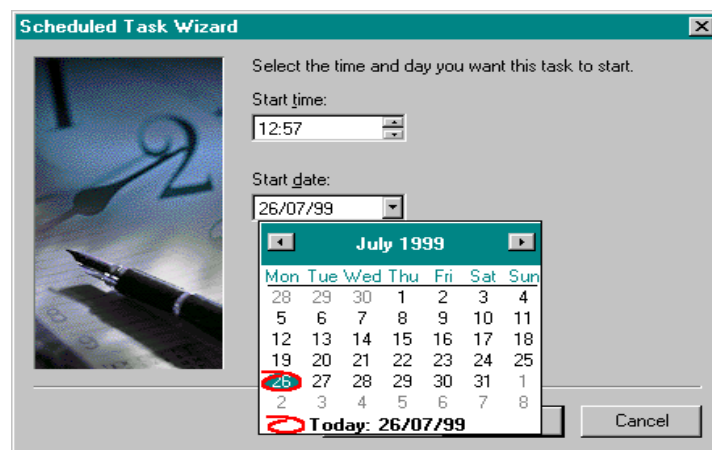 Scheduled Task Wizard
Select the time and day you want this task to start.
Start time:
12:57
Start date:
26/07/99
July 1999
Mon Tue Wed Thu Fri Sat Sun
28 29 30 1 2 3 4
5 6 7 8 9 10 11
12 13 14 15 16 17 18
19 20 21 22 23 24 25
26 27 28 29 30 31 1
2 3 4 5 6 7 8
Today: 26/07/99
Cancel